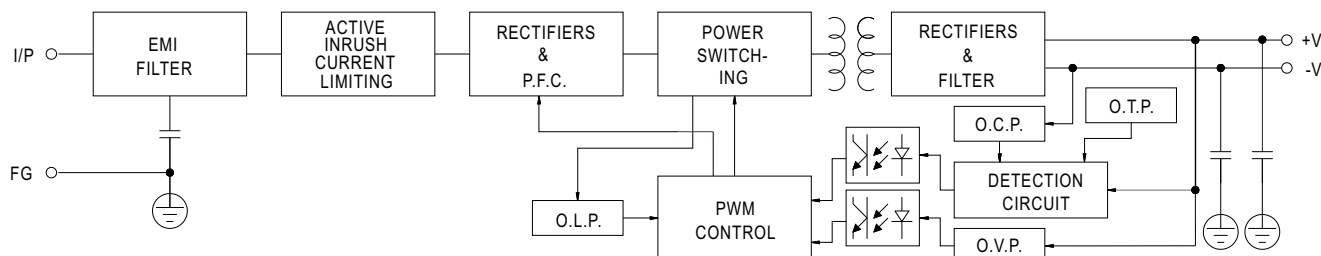 I/P
EMI
FILTER
ACTIVE
INRUSH
CURRENT
LIMITING
RECTIFIERS
&
P.F.C.
POWER
SWITCH-
ING
RECTIFIERS
&
FILTER
+V
-V
O.C.P.
O.T.P.
FG
DETECTION
CIRCUIT
O.L.P.
PWM
CONTROL
O.V.P.